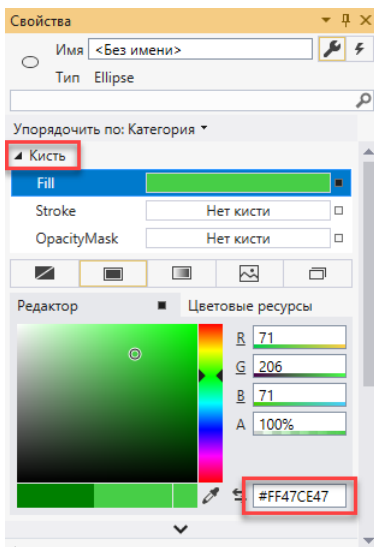 Свойства
Имя <Без имени>
Тип Ellipse
Упорядочить по: Категория
Кисть
Fill
Stroke Нет кисти
OpacityMask Нет кисти
Редактор Цветовые ресурсы
R 71
G 206
B 71
A 100%
#FF47CE47